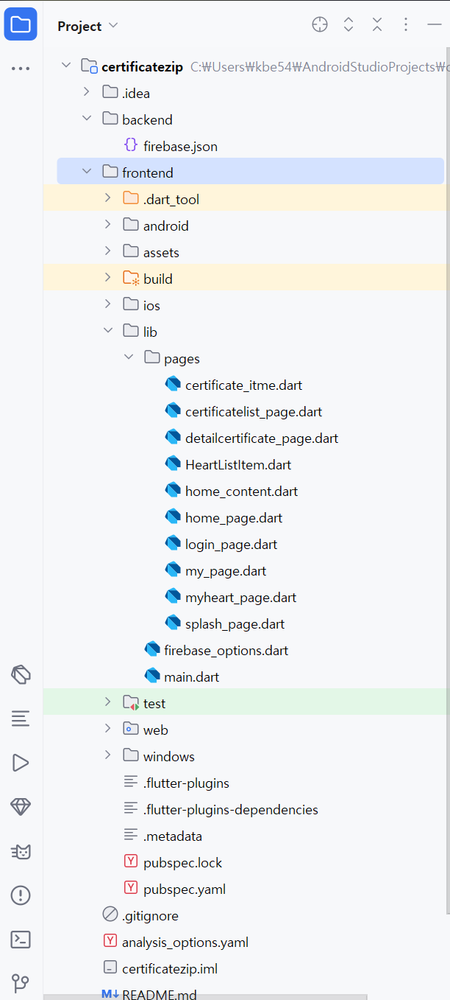 Project
certificatezip C:₩Users₩kbe54₩AndroidStudioProjects₩c
.idea
backend
{} firebase.json
frontend
.dart_tool
android
assets
build
ios
lib
pages
certificate_itme.dart
certificatelist_page.dart
detailcertificate_page.dart
HeartListItem.dart
home_content.dart
home_page.dart
login_page.dart
my_page.dart
myheart_page.dart
splash_page.dart
firebase_options.dart
main.dart
test
web
windows
.flutter-plugins
.flutter-plugins-dependencies
.metadata
Y pubspec.lock
Y pubspec.yaml
.gitignore
Y analysis_options.yaml
certificatezip.iml
M↓ README.md